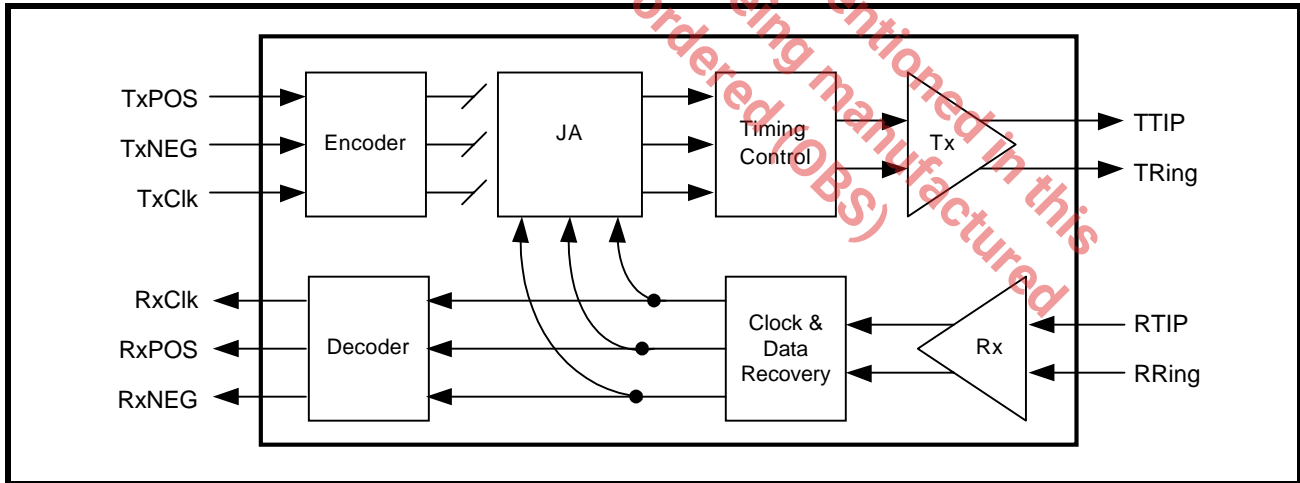 TxPOS
TxNEG
TxClk
Encoder
JA
Timing
Control
Tx
TTIP
TRing
RxClk
RxPOS
RxNEG
Decoder
Clock &
Data
Recovery
Rx
RTIP
RRing
mentioned in this
being manufactured
ordered (OBS)